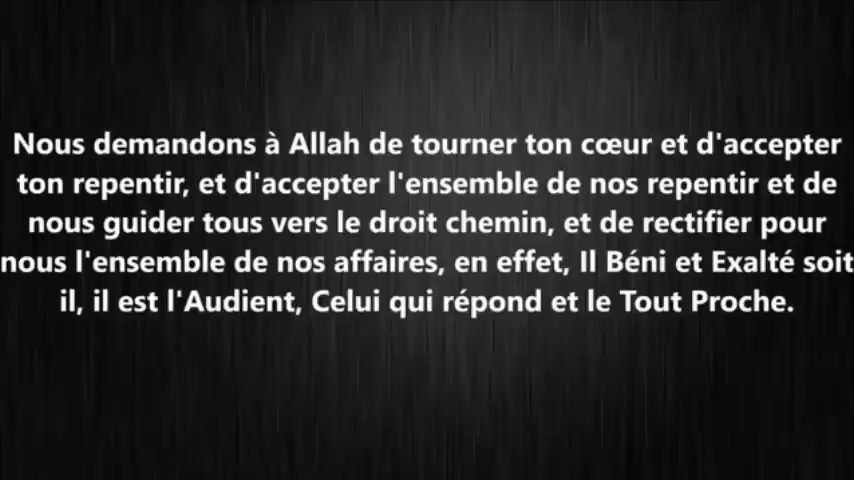 Nous demandons à Allah de tourner ton cœur et d'accepter
ton repentir, et d'accepter l'ensemble de nos repentir et de
nous guider tous vers le droit chemin, et de rectifier pour
nous l'ensemble de nos affaires, en effet, Il Béni et Exalté soit
il, il est l'Audient, Celui qui répond et le Tout Proche.